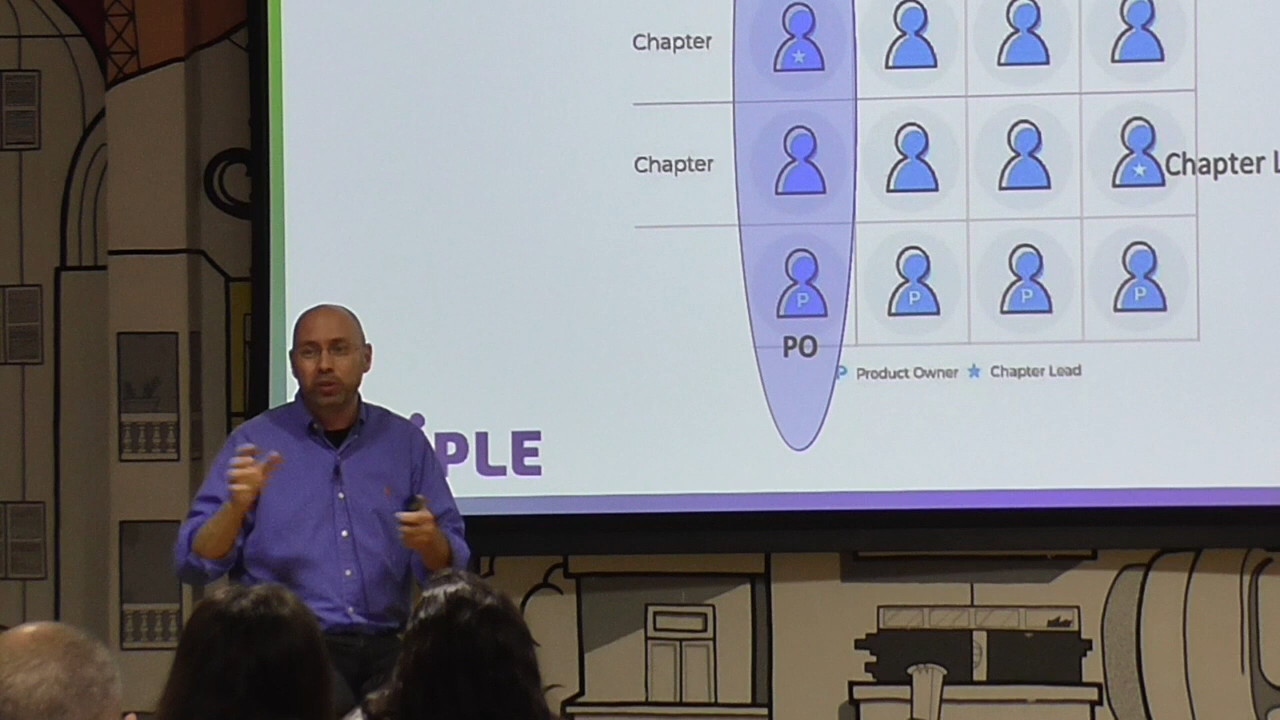 Chapter
Chapter
Chapter L
P P P P
PO
P Product Owner ★ Chapter Lead
PLE